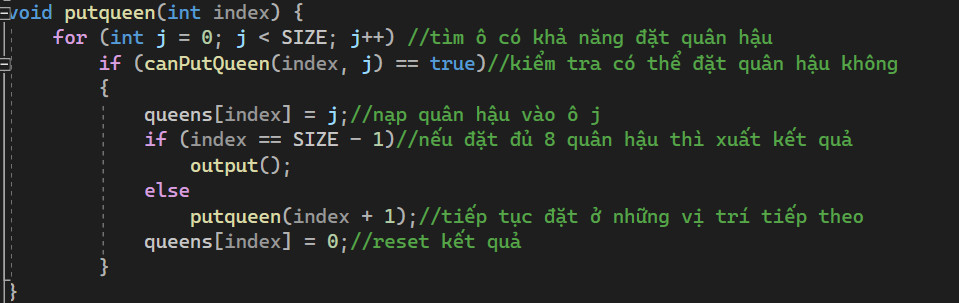 void putqueen(int index) {
for (int j = 0; j < SIZE; j++) //tìm ô có khả năng đặt quân hậu
if (canPutQueen(index, j) == true)//kiểm tra có thể đặt quân hậu không
{
queens[index] = j;//nạp quân hậu vào ô j
if (index == SIZE - 1)//nếu đặt đủ 8 quân hậu thì xuất kết quả
output();
else
putqueen(index + 1);//tiếp tục đặt ở những vị trí tiếp theo
queens[index] = 0;//reset kết quả
}
}